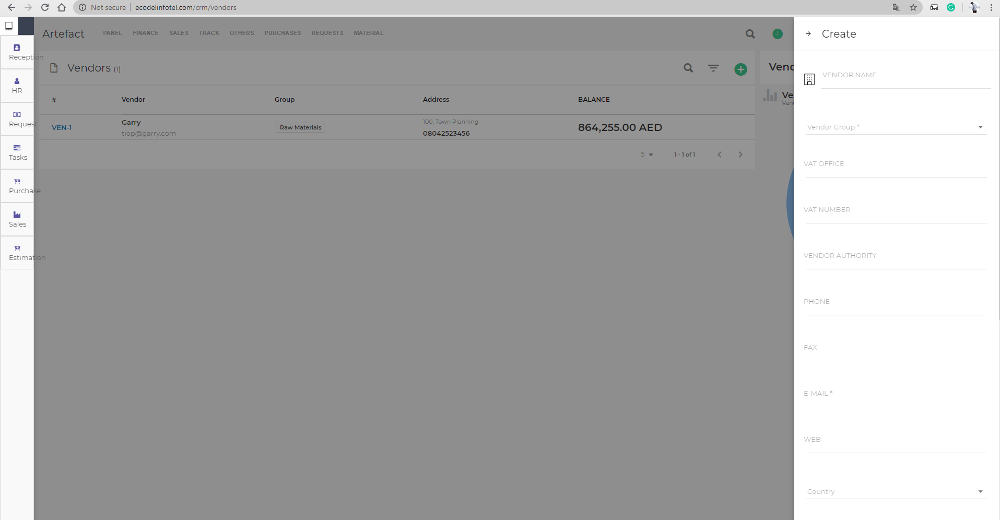 Not secure | ecodelinfotel.com/crm/vendors
Reception
HR
Request
Tasks
Purchase
Sales
Estimation
Artefact PANEL FINANCE SALES TRACK OTHERS PURCHASES REQUESTS MATERIAL
Vendors (1)
# Vendor Group Address BALANCE
VEN-1 Garry Raw Materials 100, Town Planning 864,255.00 AED
tiop@garry.com 08042523456
5 1 - 1 of 1
Create
VENDOR NAME
Vendor Group *
VAT OFFICE
VAT NUMBER
VENDOR AUTHORITY
PHONE
FAX
E-MAIL *
WEB
Country